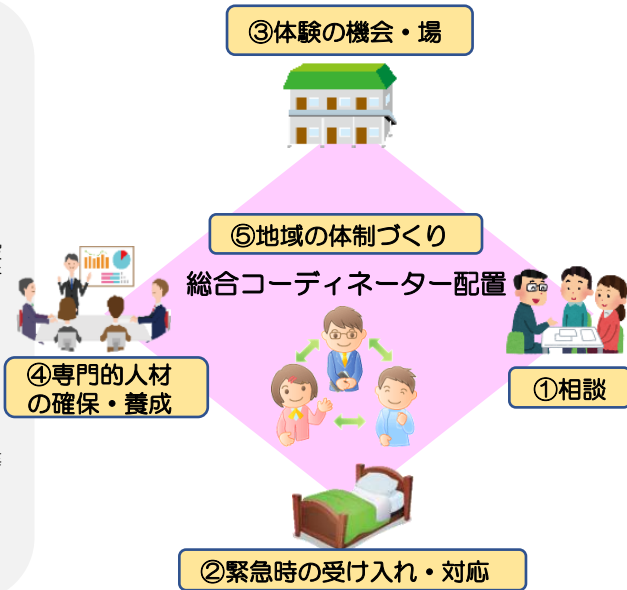 ③体験の機会・場
⑤地域の体制づくり
総合コーディネーター配置
④専門的人材
の確保・養成
①相談
②緊急時の受け入れ・対応